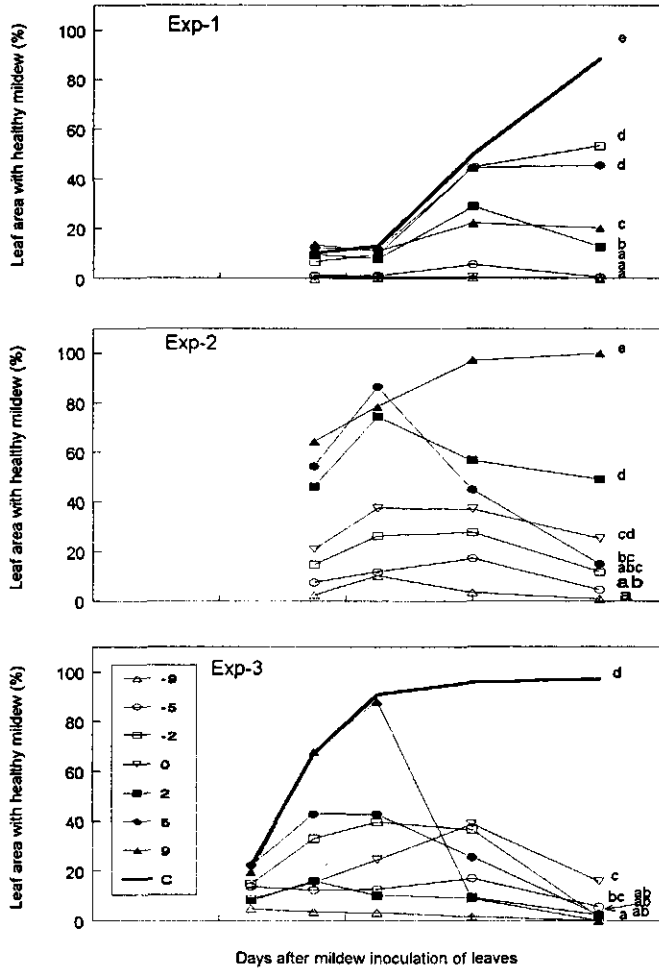 Exp-1
Leaf area with healthy mildew (%)
100
80
60
40
20
0
e
d
d
c
b
a
a
a
Exp-2
Leaf area with healthy mildew (%)
100
80
60
40
20
0
e
d
cd
bc
abc
ab
a
Exp-3
Leaf area with healthy mildew (%)
100
80
60
40
20
0
-9
-5
-2
0
2
5
9
C
d
c
bc ab
ab
a ab
Days after mildew inoculation of leaves